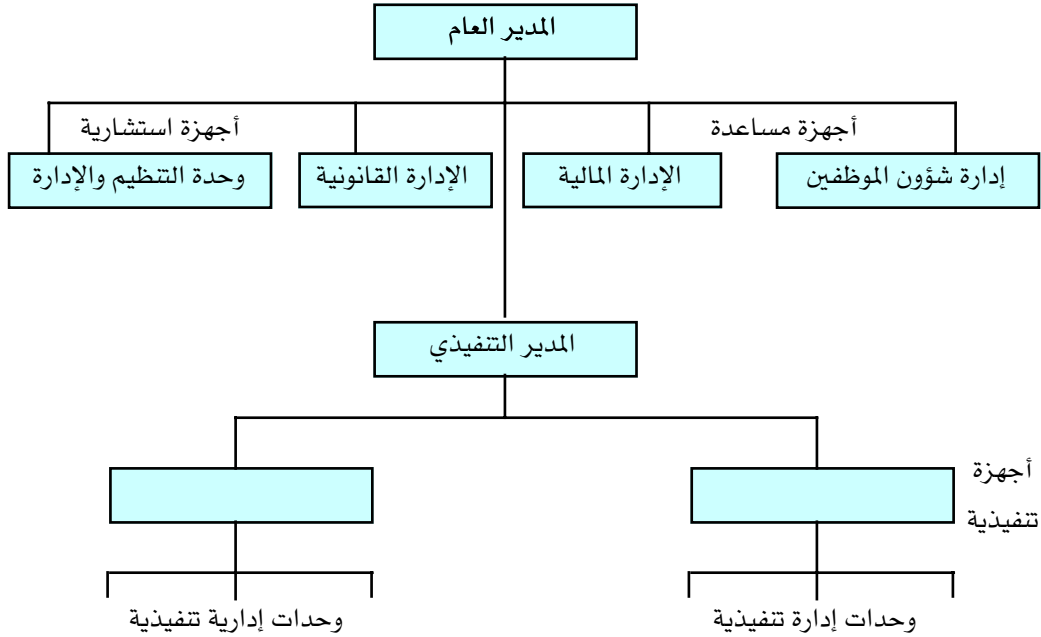 المدير العام
أجهزة مساعدة
أجهزة استشارية
إدارة شؤون الموظفين
الإدارة المالية
الإدارة القانونية
وحدة التنظيم والإدارة
المدير التنفيذي
أجهزة
تنفيذية
وحدات إدارة تنفيذية
وحدات إدارية تنفيذية